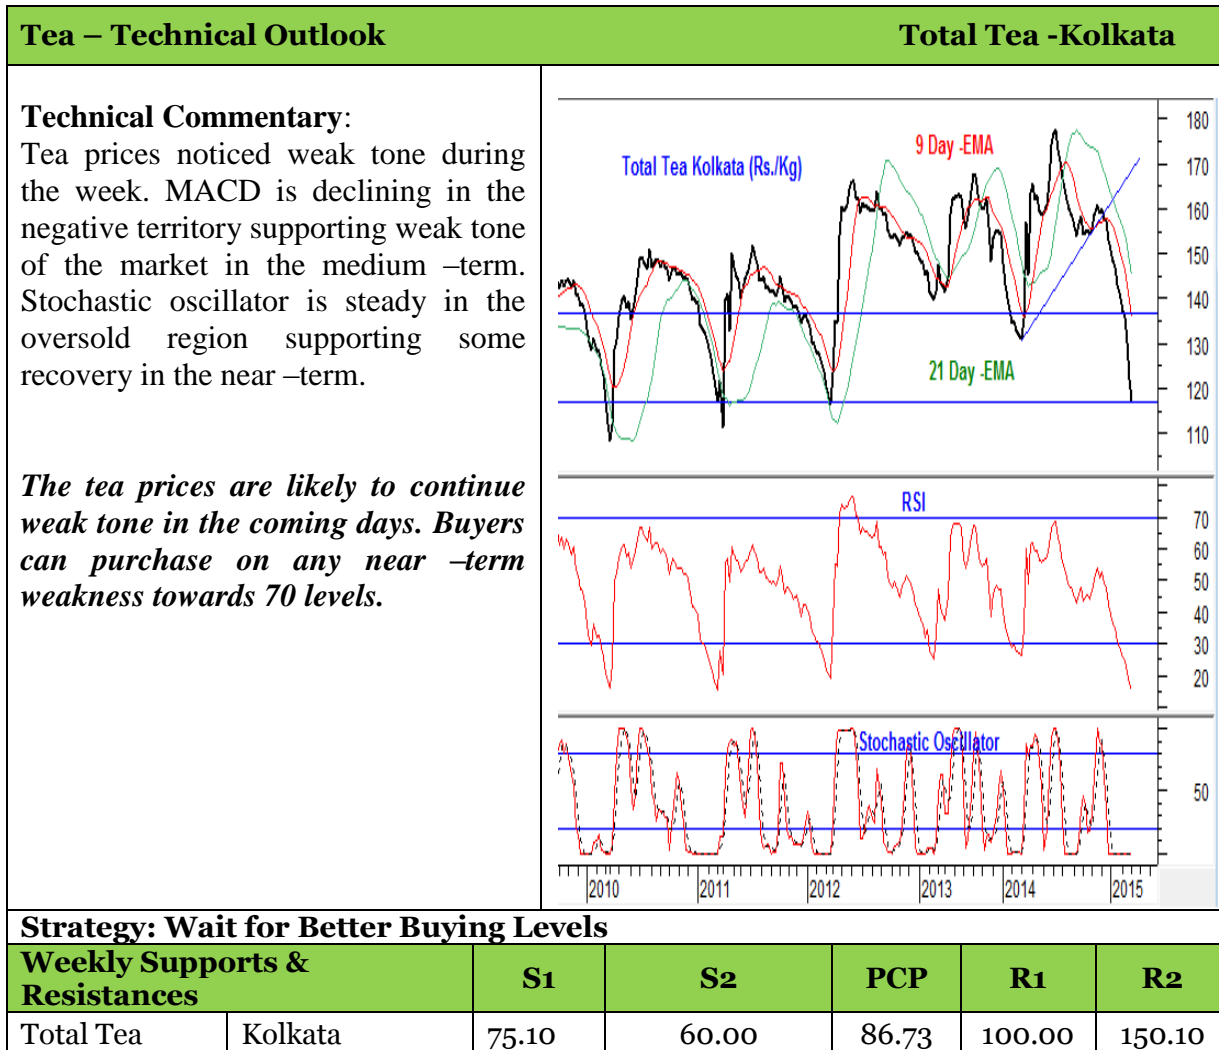 Tea – Technical Outlook Total Tea -Kolkata
Technical Commentary:
Tea prices noticed weak tone during
the week. MACD is declining in the
negative territory supporting weak tone
of the market in the medium –term.
Stochastic oscillator is steady in the
oversold region supporting some
recovery in the near –term.
The tea prices are likely to continue
weak tone in the coming days. Buyers
can purchase on any near –term
weakness towards 70 levels.
Total Tea Kolkata (Rs./Kg)
9 Day -EMA
21 Day -EMA
180
170
160
150
140
130
120
110
RSI
70
60
50
40
30
20
Stochastic Oscillator
50
2010 2011 2012 2013 2014 2015
Strategy: Wait for Better Buying Levels
Weekly Supports &
Resistances
S1 S2 PCP R1 R2
Total Tea Kolkata 75.10 60.00 86.73 100.00 150.10